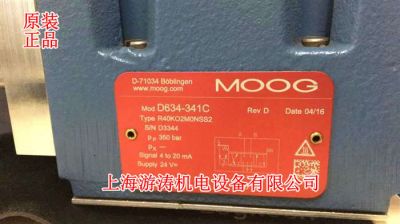 原装
正品
D-71034 Böblingen
www.moog.com
MOOG
Mod D634-341C
Rev D Date 04/16
Type R40KO2M0NSS2
S/N D3344
pP 350 bar
pX —
Signal 4 to 20 mA
Supply 24 V⎓
上海游涛机电设备有限公司